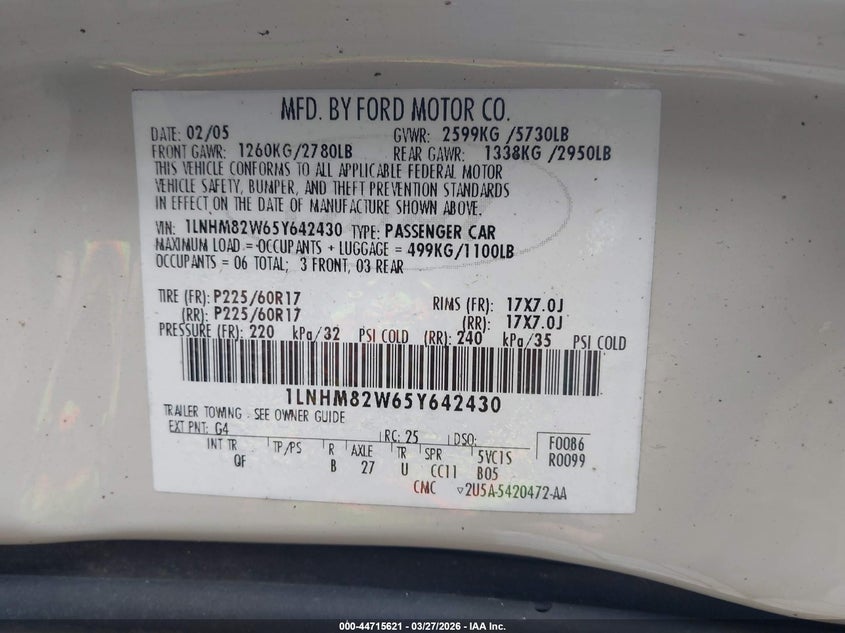 MFD. BY FORD MOTOR CO.
DATE: 02/05 GVWR: 2599KG /5730LB
FRONT GAWR: 1260KG/2780LB REAR GAWR: 1338KG /2950LB
THIS VEHICLE CONFORMS TO ALL APPLICABLE FEDERAL MOTOR
VEHICLE SAFETY, BUMPER, AND THEFT PREVENTION STANDARDS
IN EFFECT ON THE DATE OF MANUFACTURE SHOWN ABOVE.
VIN: 1LNHM82W65Y642430 TYPE: PASSENGER CAR
MAXIMUM LOAD = OCCUPANTS + LUGGAGE = 499KG/1100LB
OCCUPANTS = 06 TOTAL; 3 FRONT, 03 REAR
TIRE (FR): P225/60R17 RIMS (FR): 17X7.0J
(RR): P225/60R17 (RR): 17X7.0J
PRESSURE (FR): 220 kPa/32 PSI COLD (RR): 240 kPa/35 PSI COLD
1LNHM82W65Y642430
TRAILER TOWING - SEE OWNER GUIDE
EXT PNT: G4 RC: 25 DSO: F0086
INT TR TP/PS R AXLE TR SPR 5VC1S R0099
QF B 27 U CC11 B05
CMC 2U5A-5420472-AA
000-44715621 - 03/27/2026 - IAA Inc.